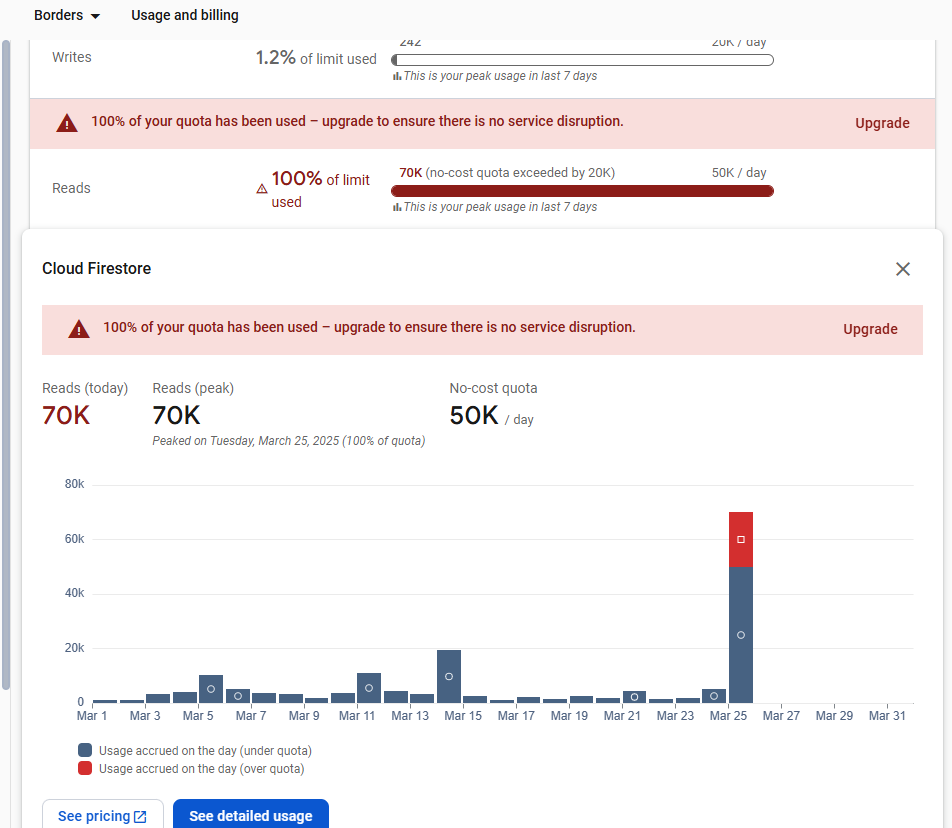 Borders Usage and billing
242 20K / day
Writes 1.2% of limit used
This is your peak usage in last 7 days
100% of your quota has been used – upgrade to ensure there is no service disruption. Upgrade
70K (no-cost quota exceeded by 20K) 50K / day
Reads 100% of limit
used
This is your peak usage in last 7 days
Cloud Firestore
100% of your quota has been used – upgrade to ensure there is no service disruption. Upgrade
Reads (today) Reads (peak) No-cost quota
70K 70K 50K / day
Peaked on Tuesday, March 25, 2025 (100% of quota)
80k
60k
40k
20k
0
Mar 1 Mar 3 Mar 5 Mar 7 Mar 9 Mar 11 Mar 13 Mar 15 Mar 17 Mar 19 Mar 21 Mar 23 Mar 25 Mar 27 Mar 29 Mar 31
Usage accrued on the day (under quota)
Usage accrued on the day (over quota)
See pricing See detailed usage